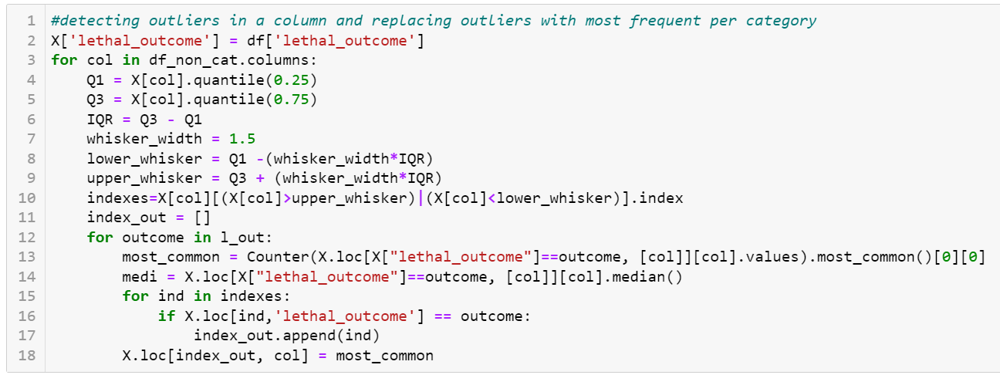 1 #detecting outliers in a column and replacing outliers with most frequent per category
2 X['lethal_outcome'] = df['lethal_outcome']
3 for col in df_non_cat.columns:
4     Q1 = X[col].quantile(0.25)
5     Q3 = X[col].quantile(0.75)
6     IQR = Q3 - Q1
7     whisker_width = 1.5
8     lower_whisker = Q1 -(whisker_width*IQR)
9     upper_whisker = Q3 + (whisker_width*IQR)
10     indexes=X[col][(X[col]>upper_whisker)|(X[col]<lower_whisker)].index
11     index_out = []
12     for outcome in l_out:
13         most_common = Counter(X.loc[X["lethal_outcome"]==outcome, [col]][col].values).most_common()[0][0]
14         medi = X.loc[X["lethal_outcome"]==outcome, [col]][col].median()
15         for ind in indexes:
16             if X.loc[ind,'lethal_outcome'] == outcome:
17                 index_out.append(ind)
18         X.loc[index_out, col] = most_common